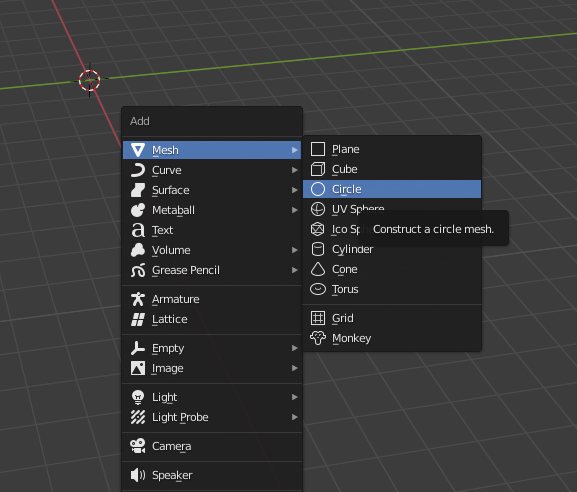 Add
Mesh
Curve
Surface
Metaball
Text
Volume
Grease Pencil
Armature
Lattice
Empty
Image
Light
Light Probe
Camera
Speaker
Plane
Cube
Circle
UV Sphere
Ico Sp
Construct a circle mesh.
Cylinder
Cone
Torus
Grid
Monkey